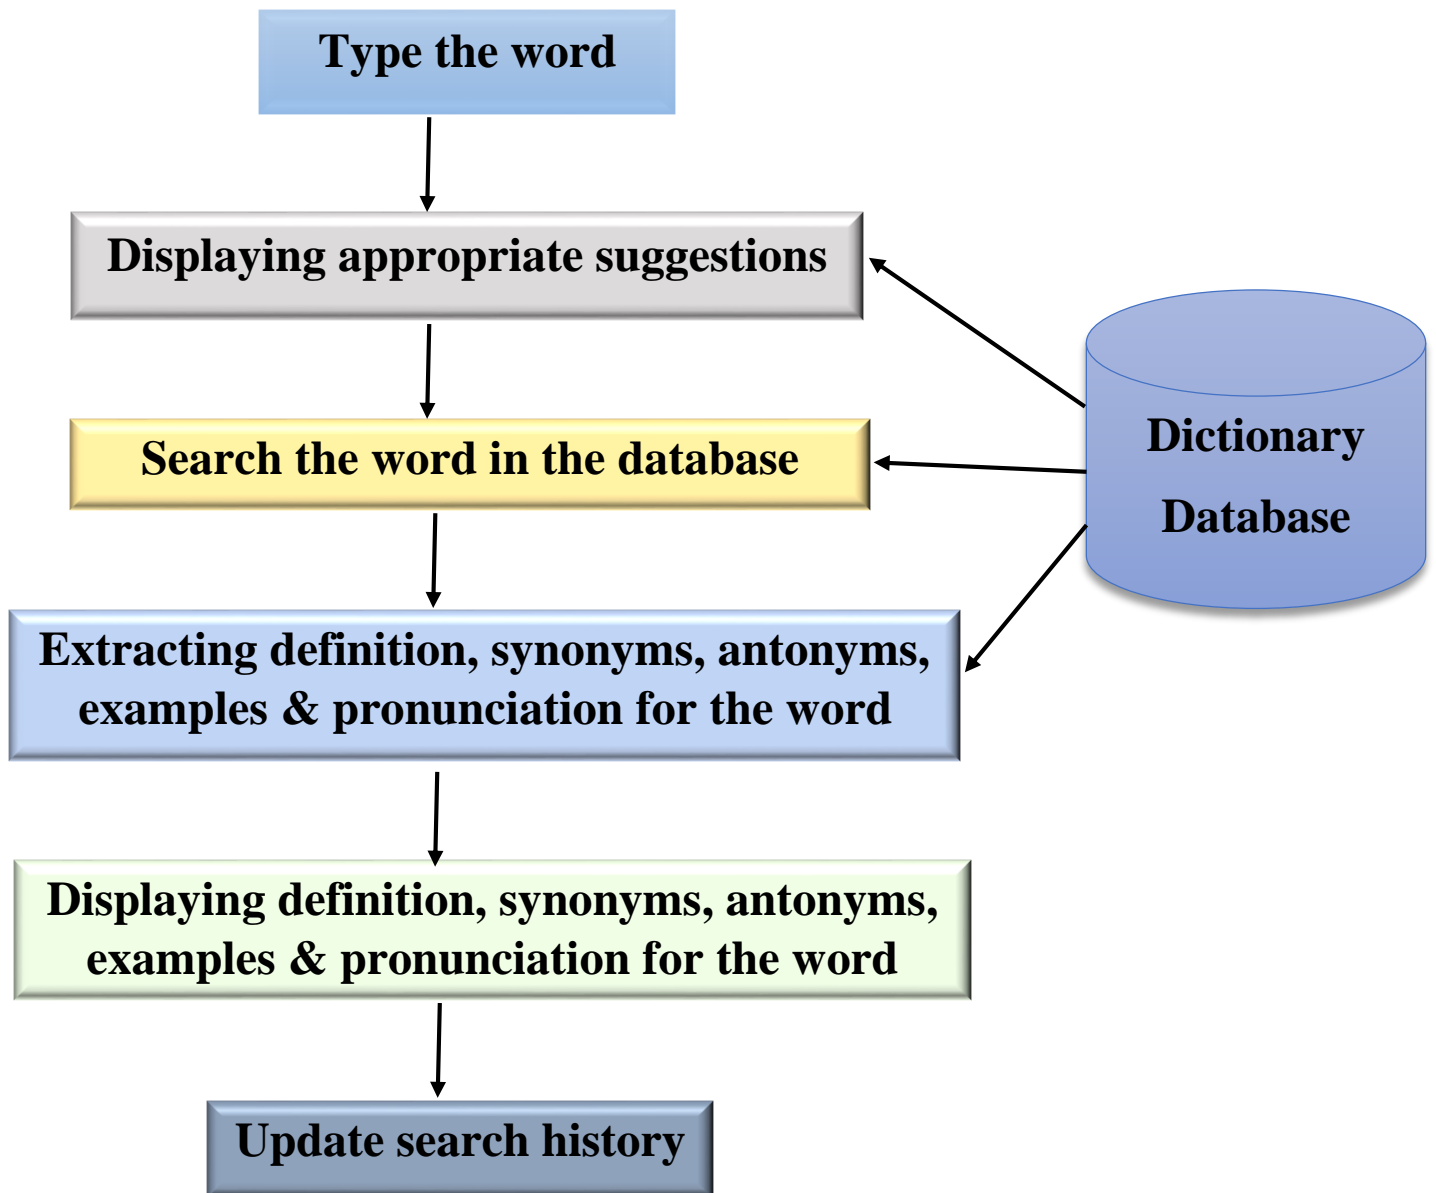 Type the word
Displaying appropriate suggestions
Search the word in the database
Dictionary
Database
Extracting definition, synonyms, antonyms,
examples & pronunciation for the word
Displaying definition, synonyms, antonyms,
examples & pronunciation for the word
Update search history